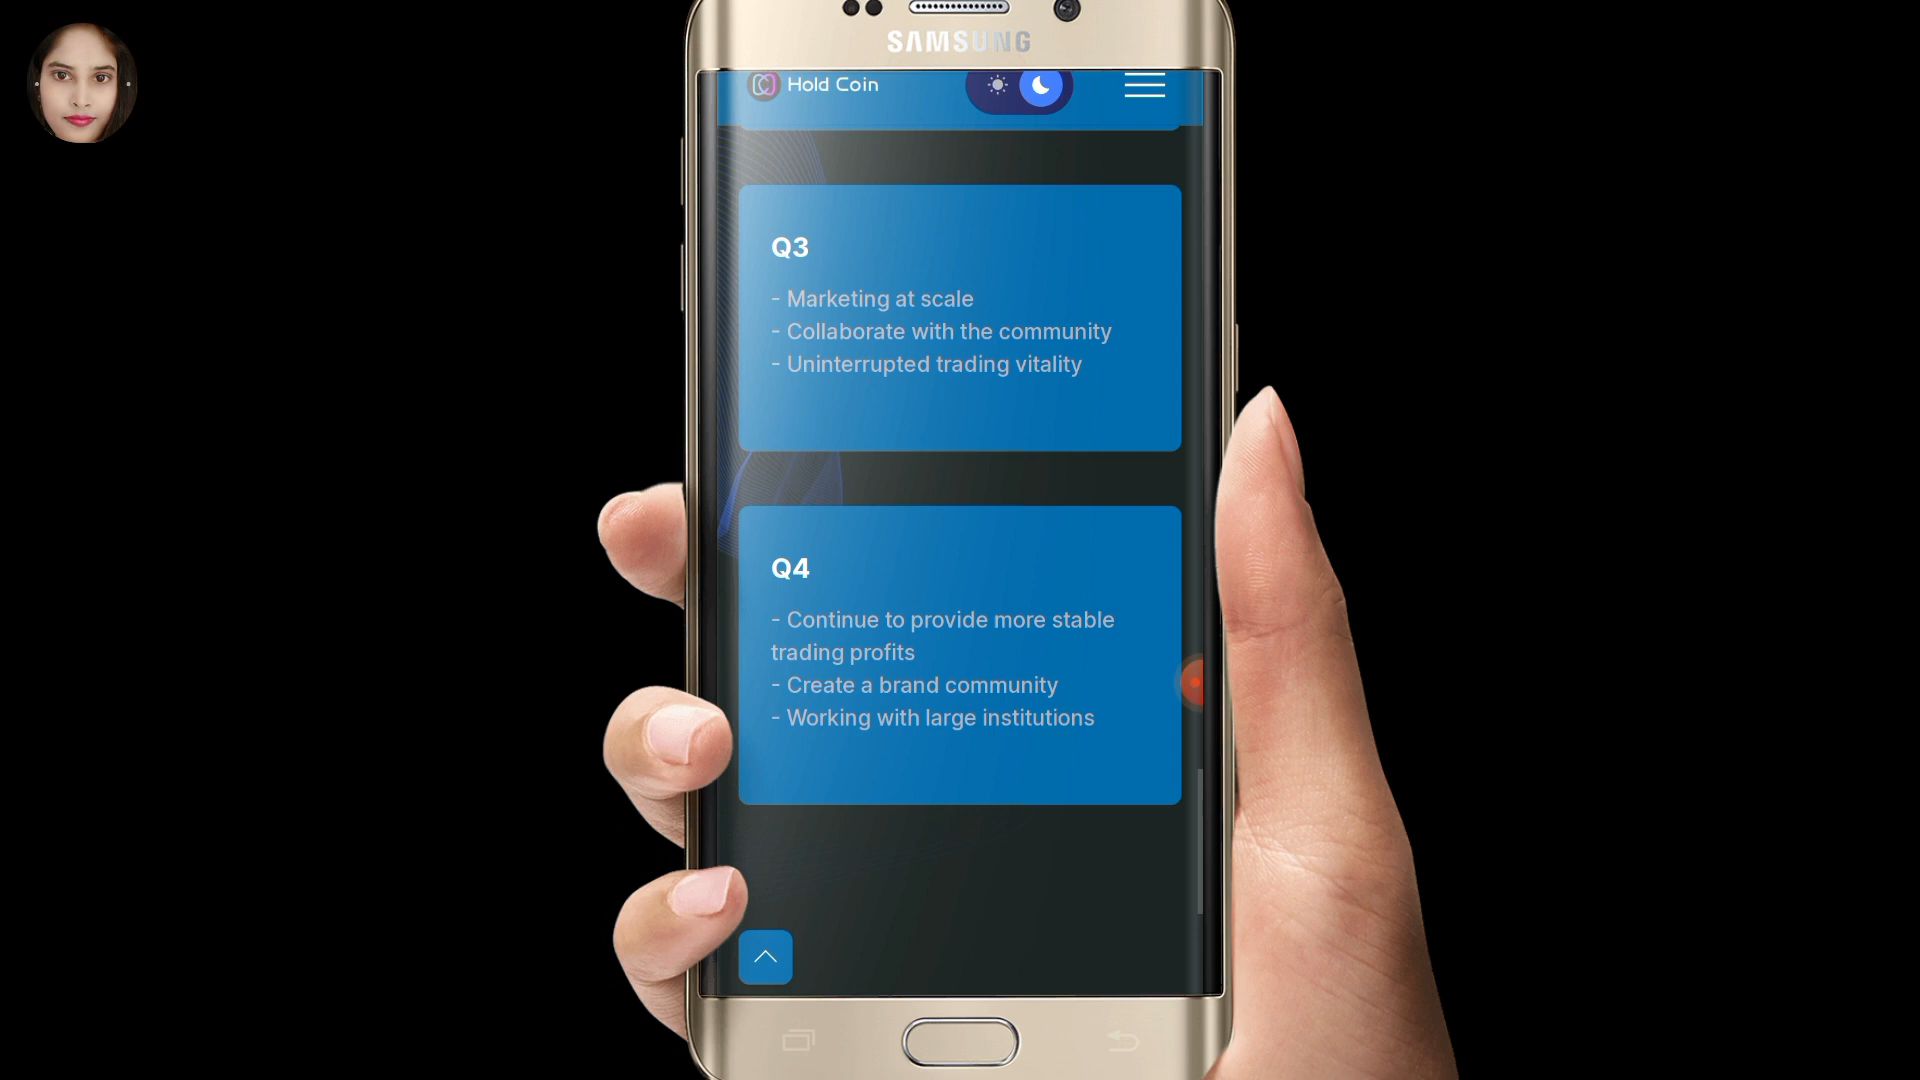 SAMSUNG
Hold Coin
Q3
- Marketing at scale
- Collaborate with the community
- Uninterrupted trading vitality
Q4
- Continue to provide more stable
trading profits
- Create a brand community
- Working with large institutions